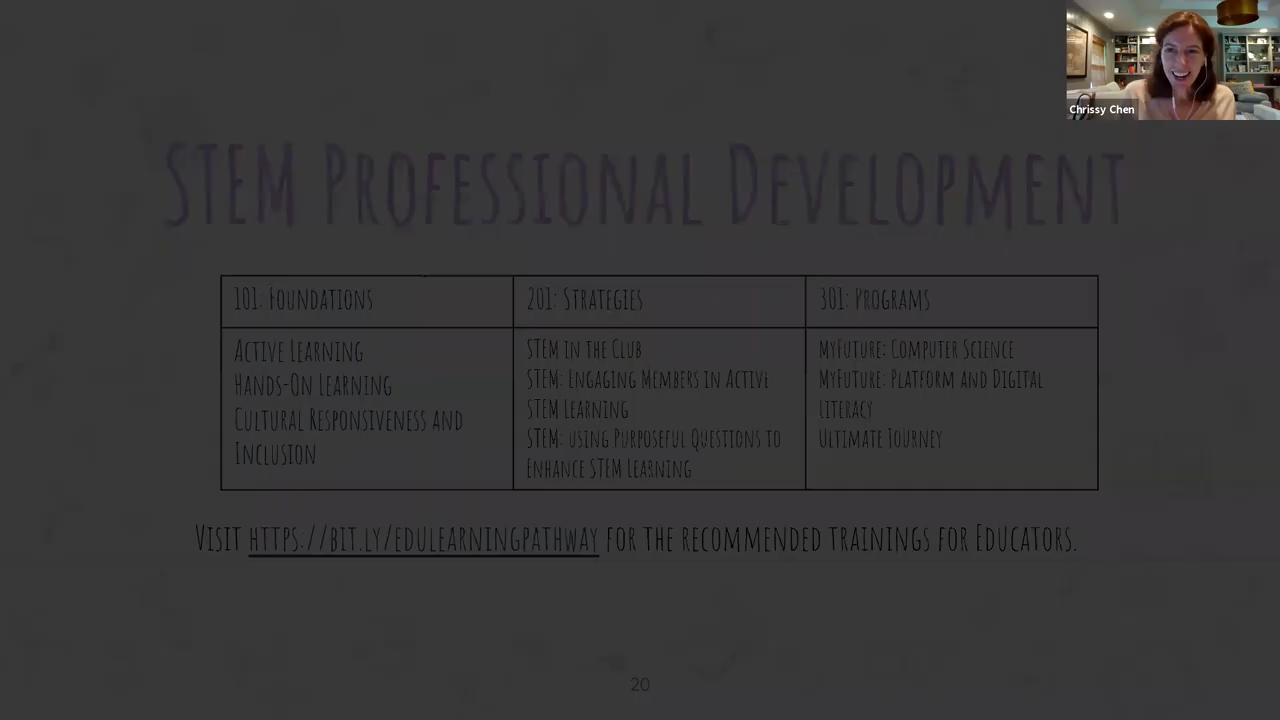 Chrissy Chen
STEM Professional Development
101: Foundations
201: Strategies
301: Programs
Active Learning
Hands-On Learning
Cultural Responsiveness and
Inclusion
STEM in the Club
STEM: Engaging Members in Active
STEM Learning
STEM: using Purposeful Questions to
Enhance STEM Learning
MyFuture: Computer Science
MyFuture: Platform and Digital
Literacy
Ultimate Journey
Visit https://bit.ly/edulearningpathway for the recommended trainings for Educators.
20